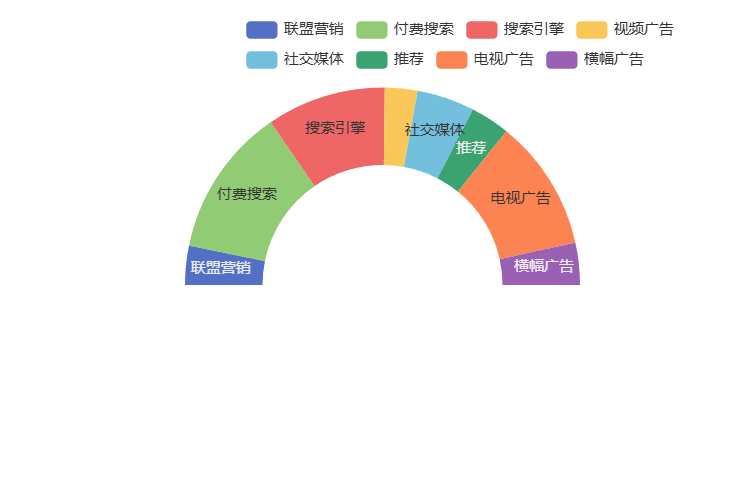 联盟营销 付费搜索 搜索引擎 视频广告
社交媒体 推荐 电视广告 横幅广告
搜索引擎
社交媒体
推荐
付费搜索
电视广告
联盟营销
横幅广告